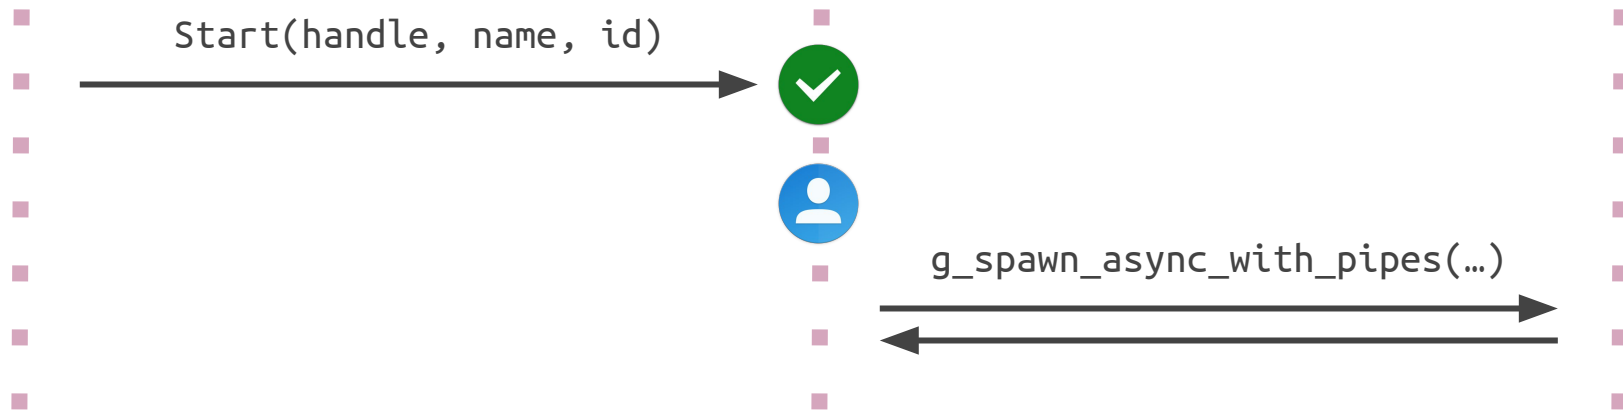 Start(handle, name, id)
g_spawn_async_with_pipes(…)